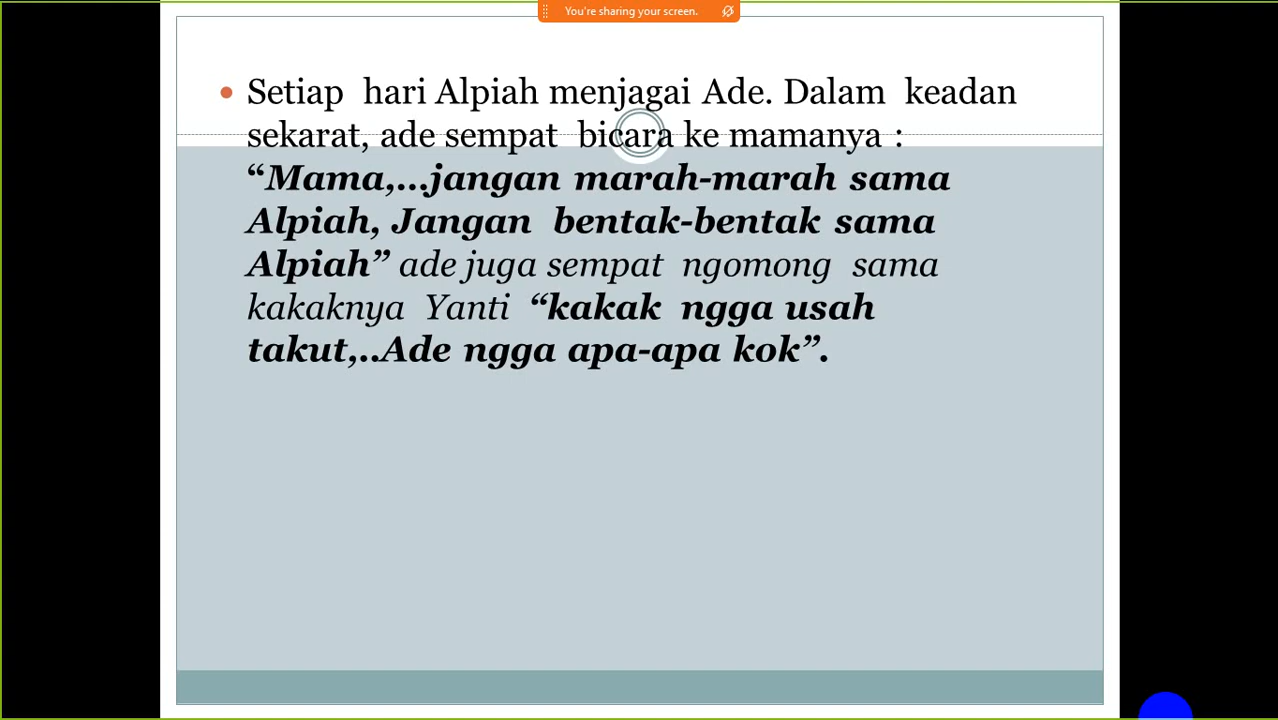 You're sharing your screen.
Setiap hari Alpiah menjagai Ade. Dalam keadan
sekarat, ade sempat bicara ke mamanya :
“Mama,...jangan marah-marah sama
Alpiah, Jangan bentak-bentak sama
Alpiah” ade juga sempat ngomong sama
kakaknya Yanti “kakak ngga usah
takut,..Ade ngga apa-apa kok”.